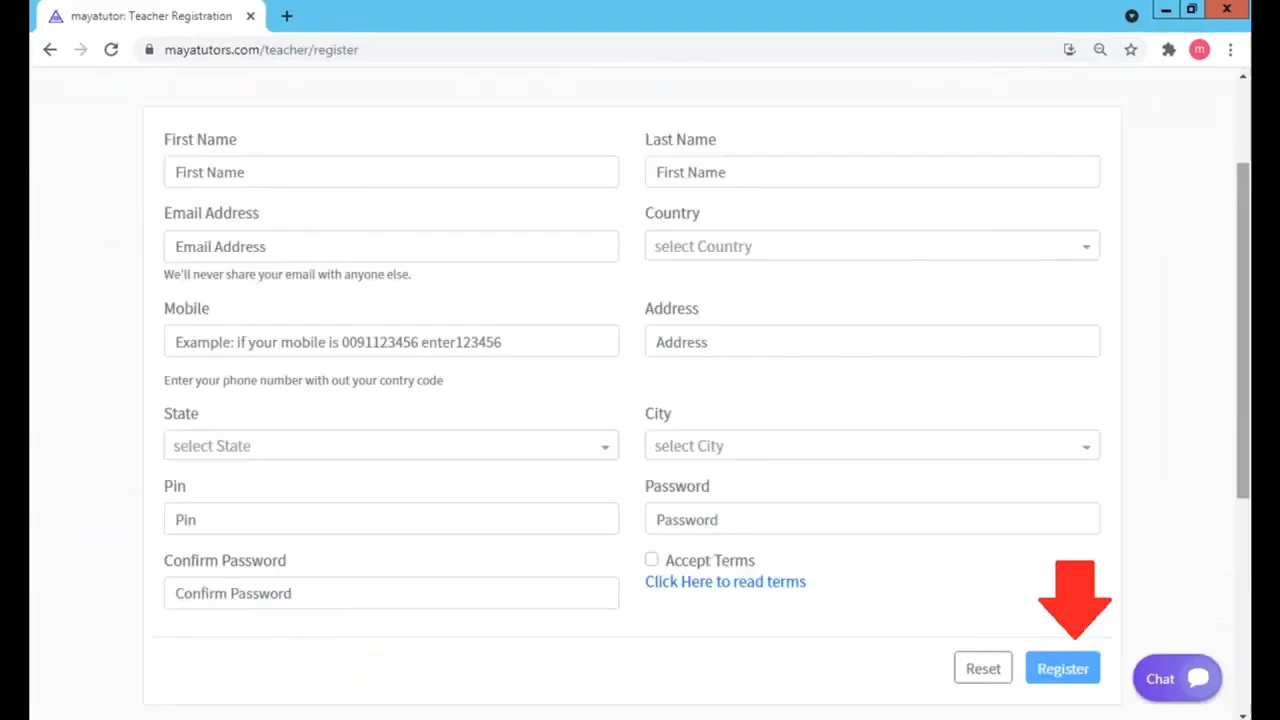 mayatutor: Teacher Registration
mayatutors.com/teacher/register
m
First Name
Last Name
First Name
First Name
Email Address
Country
Email Address
select Country
We'll never share your email with anyone else.
Mobile
Address
Example: if your mobile is 0091123456 enter123456
Address
Enter your phone number with out your contry code
State
City
select State
select City
Pin
Password
Pin
Password
Confirm Password
Accept Terms
Click Here to read terms
Confirm Password
Reset
Register
Chat